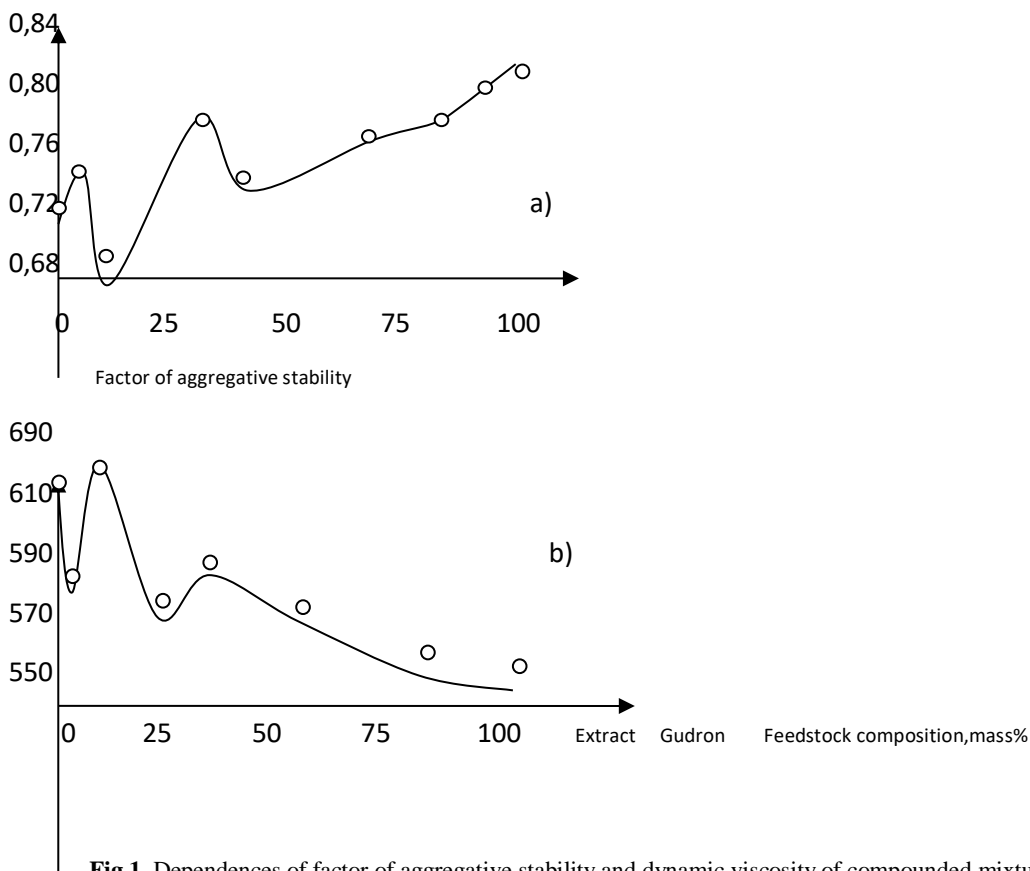 0,84
0,80
0,76
0,72
a)
0,68
0 25 50 75 100
Factor of aggregative stability
690
610
590
b)
570
550
0 25 50 75 100 Extract Gudron Feedstock composition,mass%
Fig 1. Dependences of factor of aggregative stability and dynamic viscosity of compounded mixtu